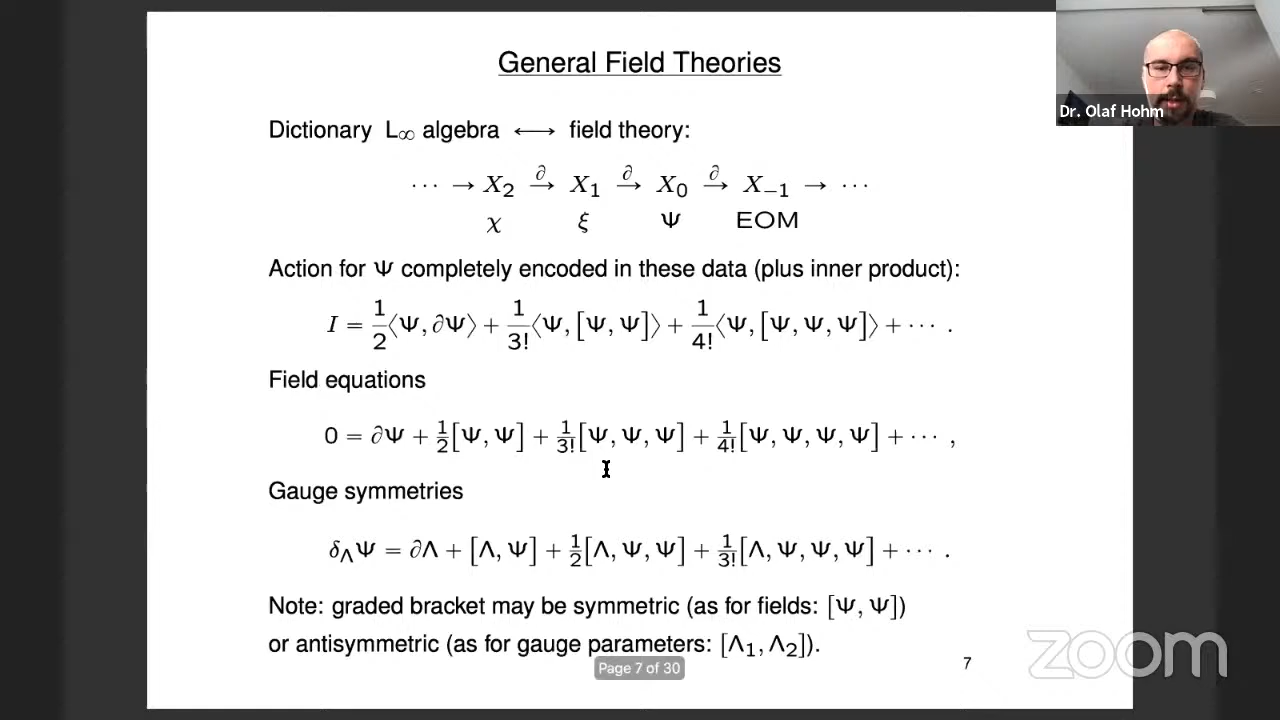 General Field Theories
Dr. Olaf Hohm
Dictionary L∞ algebra ⟷ field theory:
⋯ → X₂ –∂→ X₁ –∂→ X₀ –∂→ X₋₁ → ⋯
χ ξ Ψ EOM
Action for Ψ completely encoded in these data (plus inner product):
I = 1/2⟨Ψ, ∂Ψ⟩ + 1/3!⟨Ψ, [Ψ, Ψ]⟩ + 1/4!⟨Ψ, [Ψ, Ψ, Ψ]⟩ + ⋯ .
Field equations
0 = ∂Ψ + 1/2[Ψ, Ψ] + 1/3![Ψ, Ψ, Ψ] + 1/4![Ψ, Ψ, Ψ, Ψ] + ⋯ ,
Gauge symmetries
δ_ΛΨ = ∂Λ + [Λ, Ψ] + 1/2[Λ, Ψ, Ψ] + 1/3![Λ, Ψ, Ψ, Ψ] + ⋯ .
Note: graded bracket may be symmetric (as for fields: [Ψ, Ψ])
or antisymmetric (as for gauge parameters: [Λ₁, Λ₂]).
Page 7 of 30
7
zoom